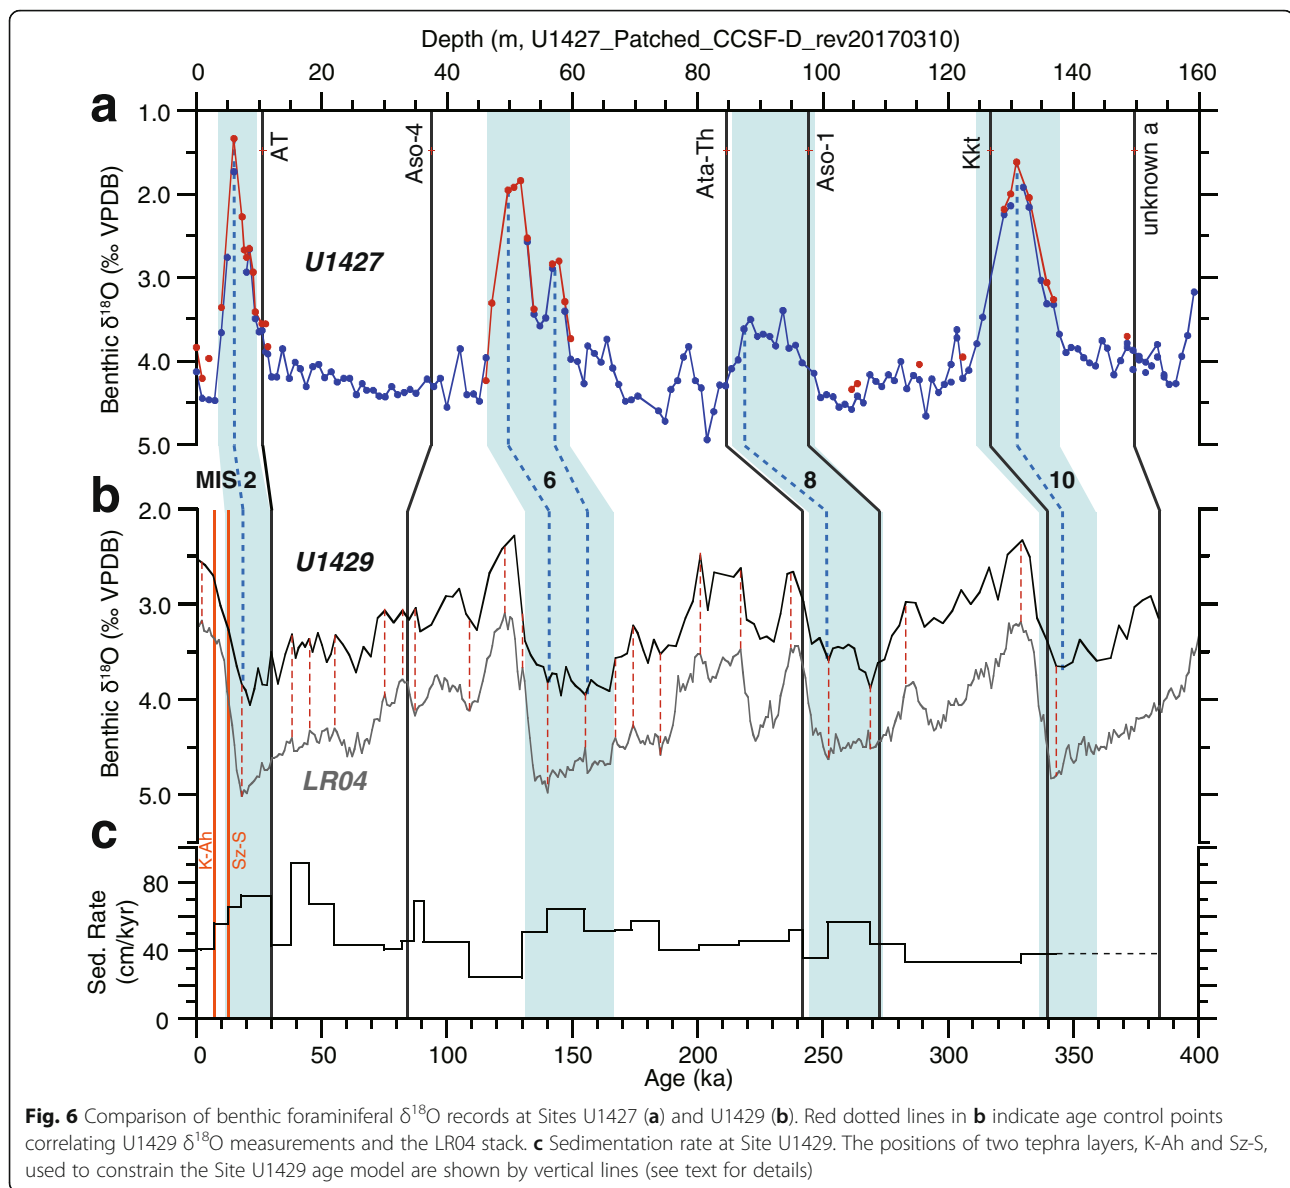 Depth (m, U1427_Patched_CCSF-D_rev20170310)
0 20 40 60 80 100 120 140 160
a
1.0
2.0
3.0
4.0
5.0
Benthic δ18O (‰ VPDB)
AT
Aso-4
Ata-Th
Aso-1
Kkt
unknown a
U1427
MIS 2 6 8 10
b
2.0
3.0
4.0
5.0
Benthic δ18O (‰ VPDB)
U1429
LR04
K-Ah
Sz-S
c
80
40
0
Sed. Rate
(cm/kyr)
0 50 100 150 200 250 300 350 400
Age (ka)
Fig. 6 Comparison of benthic foraminiferal δ18O records at Sites U1427 (a) and U1429 (b). Red dotted lines in b indicate age control points
correlating U1429 δ18O measurements and the LR04 stack. c Sedimentation rate at Site U1429. The positions of two tephra layers, K-Ah and Sz-S,
used to constrain the Site U1429 age model are shown by vertical lines (see text for details)